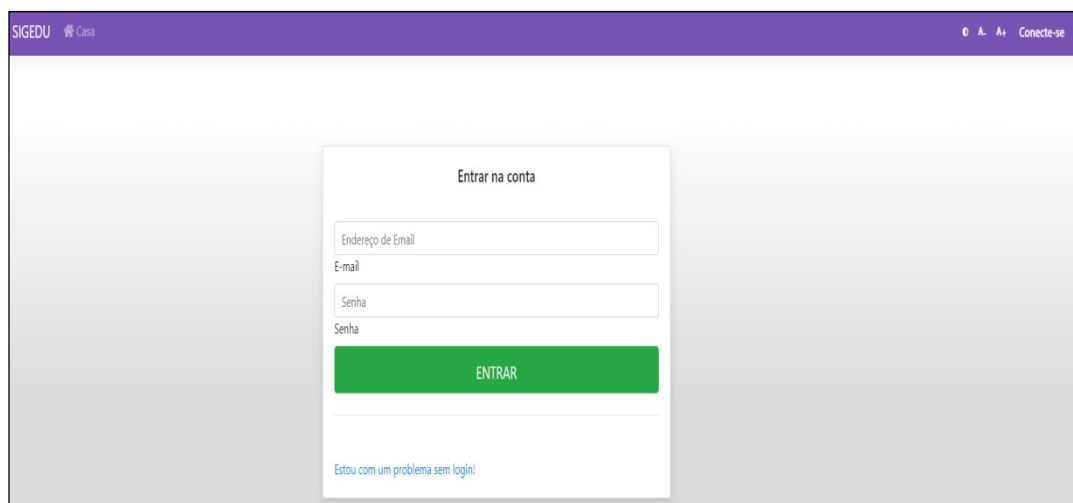 SIGEDU Casa A- A+ Conecte-se
Entrar na conta
Endereço de Email
E-mail
Senha
Senha
ENTRAR
Estou com um problema sem login!